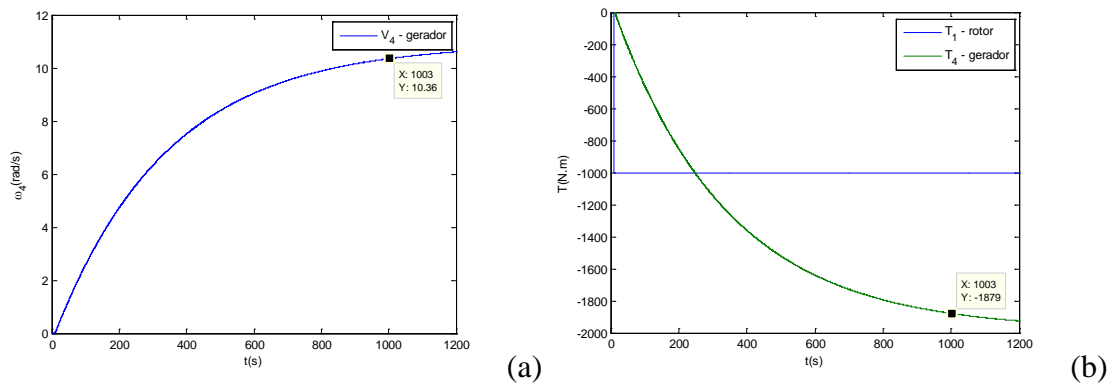 12
10
8
6
4
2
0
0 200 400 600 800 1000 1200
t(s)
ω4(rad/s)
V4 - gerador
X: 1003
Y: 10.36
(a)
0
-200
-400
-600
-800
-1000
-1200
-1400
-1600
-1800
-2000
0 200 400 600 800 1000 1200
t(s)
T(N.m)
T1 - rotor
T4 - gerador
X: 1003
Y: -1879
(b)